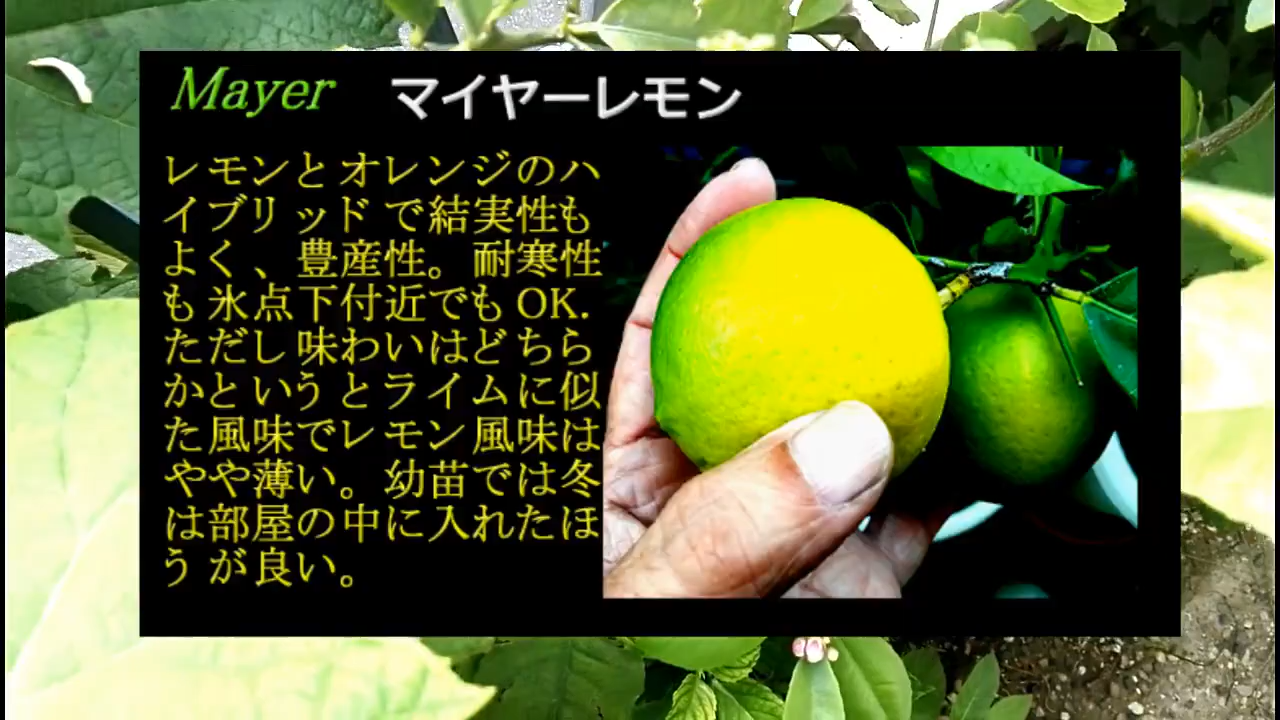 Mayer マイヤーレモン
レモンとオレンジのハ
イブリッドで結実性も
よく、豊産性。耐寒性
も氷点下付近でもOK.
ただし味わいはどちら
かというとライムに似
た風味でレモン風味は
やや薄い。幼苗では冬
は部屋の中に入れたほ
うが良い。